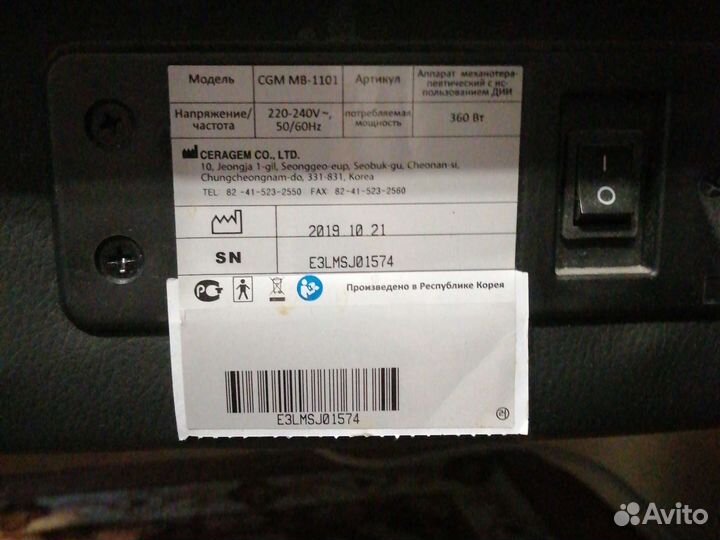 Модель CGM MB-1101 Артикул Аппарат механотера-
певтический с ис-
пользованием ДИИ
Напряжение/
частота 220-240V~,
50/60Hz потребляемая
мощность 360 Вт
CERAGEM CO., LTD.
10, Jeongja 1-gil, Seonggeo-eup, Seobuk-gu, Cheonan-si,
Chungcheongnam-do, 331-831, Korea
TEL 82 -41-523-2550 FAX 82-41-523-2560
2019 10 21
SN E3LMSJ01574
Произведено в Республике Корея
E3LMSJ01574
Avito